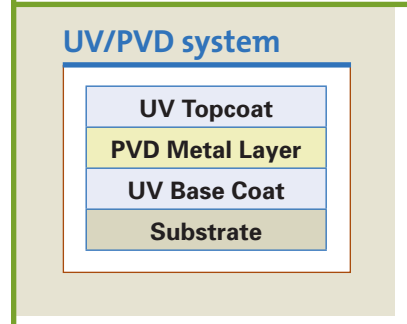 UV/PVD system
UV Topcoat
PVD Metal Layer
UV Base Coat
Substrate